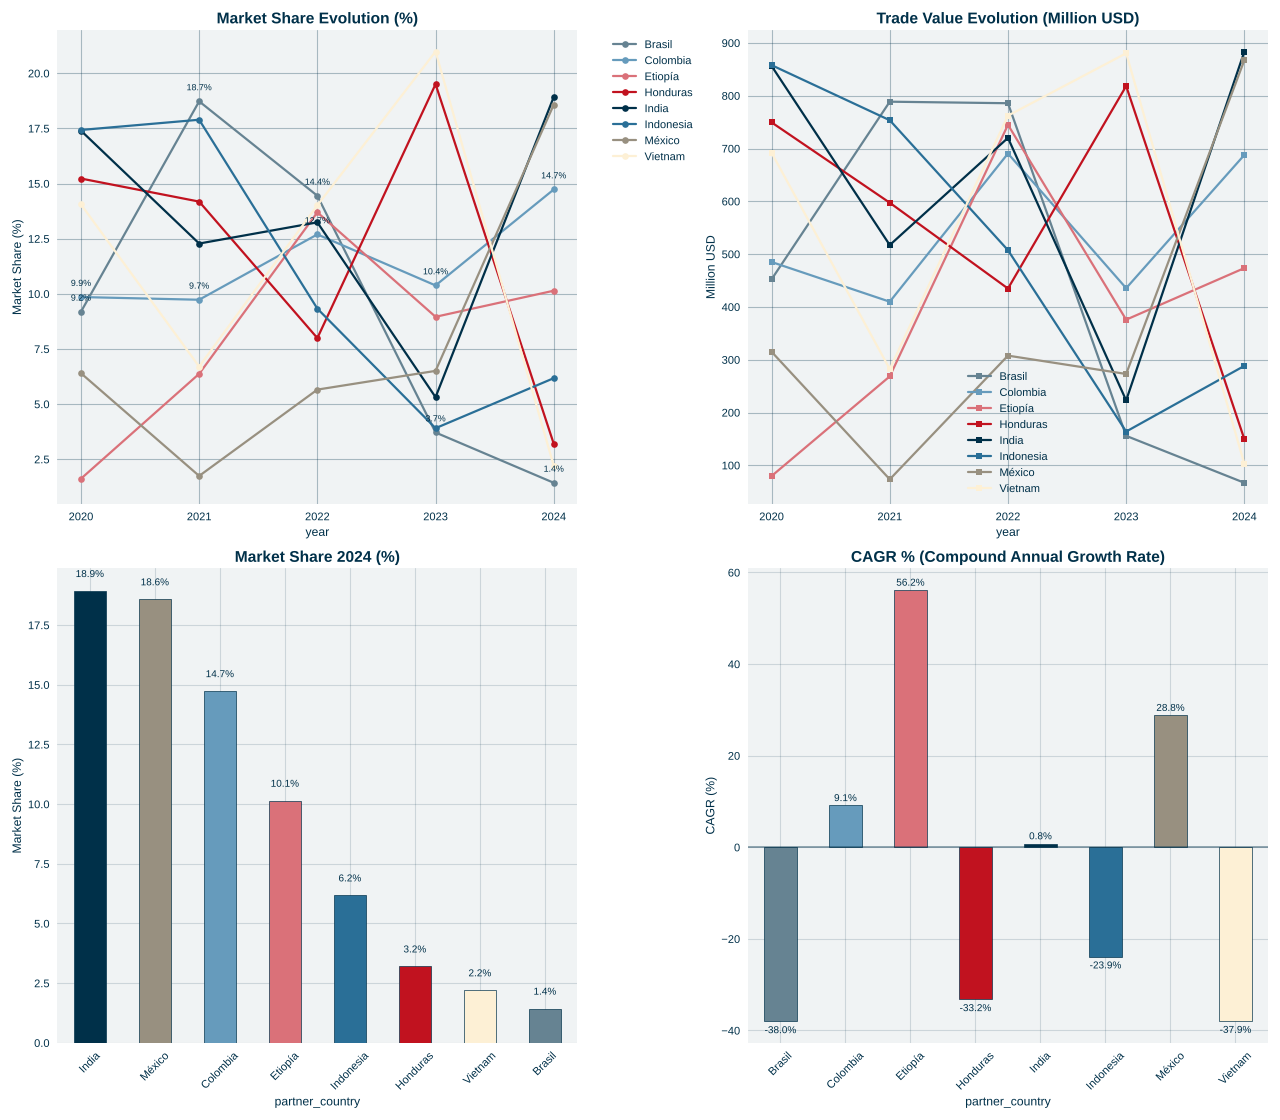 Market Share Evolution (%)
Market Share (%)
20.0
17.5
15.0
12.5
10.0
7.5
5.0
2.5
9.9%
9.2%
18.7%
9.7%
14.4%
12.7%
10.4%
3.7%
14.7%
1.4%
2020
2021
2022
2023
2024
year
Brasil
Colombia
Etiopía
Honduras
India
Indonesia
México
Vietnam
Trade Value Evolution (Million USD)
Million USD
900
800
700
600
500
400
300
200
100
Brasil
Colombia
Etiopía
Honduras
India
Indonesia
México
Vietnam
2020
2021
2022
2023
2024
year
Market Share 2024 (%)
Market Share (%)
17.5
15.0
12.5
10.0
7.5
5.0
2.5
0.0
18.9%
18.6%
14.7%
10.1%
6.2%
3.2%
2.2%
1.4%
India
México
Colombia
Etiopía
Indonesia
Honduras
Vietnam
Brasil
partner_country
CAGR % (Compound Annual Growth Rate)
CAGR (%)
60
40
20
0
−20
−40
-38.0%
9.1%
56.2%
-33.2%
0.8%
-23.9%
28.8%
-37.9%
Brasil
Colombia
Etiopía
Honduras
India
Indonesia
México
Vietnam
partner_country